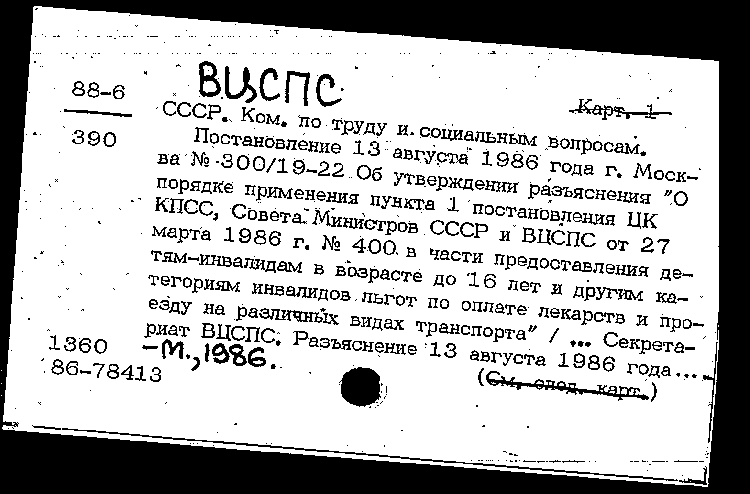 ВЦСПС
88-6
Карт. 1
СССР. Ком. по труду и социальным вопросам.
390
Постановление 13 августа 1986 года г. Моск-
ва № 300/19-22 Об утверждении разъяснения "О
порядке применения пункта 1 постановления ЦК
КПСС, Совета Министров СССР и ВЦСПС от 27
марта 1986 г. № 400 в части предоставления де-
тям-инвалидам в возрасте до 16 лет и другим ка-
тегориям инвалидов льгот по оплате лекарств и про-
езду на различных видах транспорта" / ... Секрета-
риат ВЦСПС. Разъяснение 13 августа 1986 года...
1360
-М., 1986.
86-78413
(См. след. карт.)